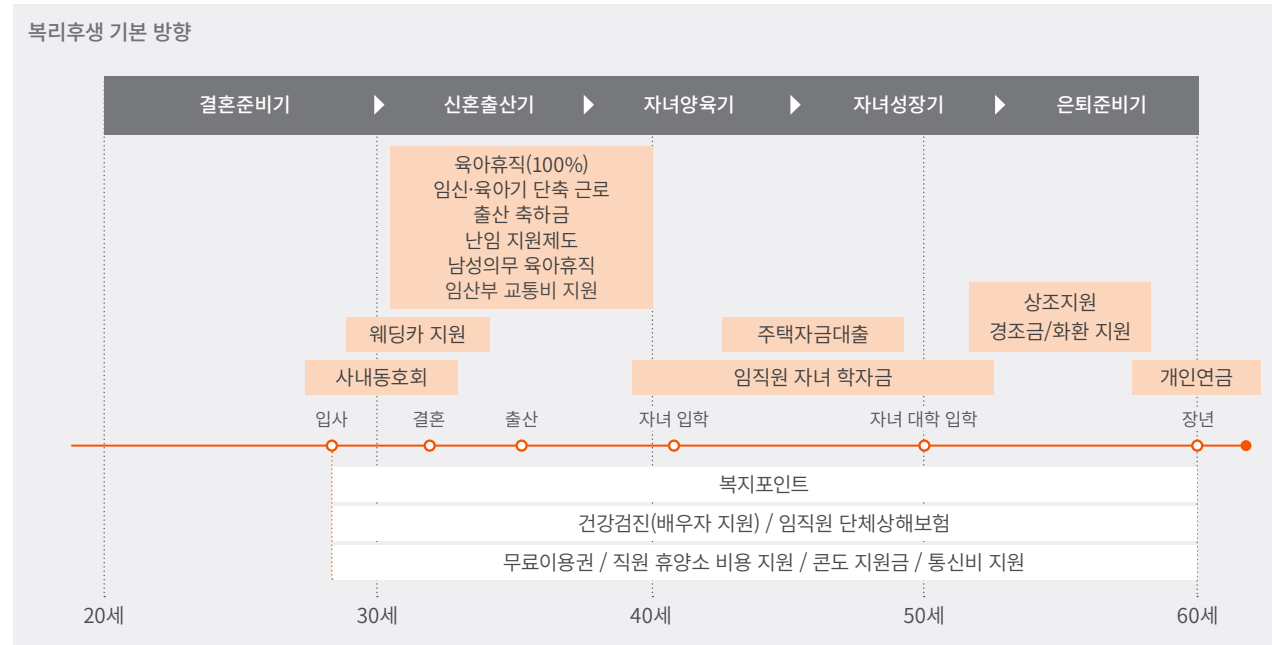 복리후생 기본 방향
결혼준비기 ▶ 신혼출산기 ▶ 자녀양육기 ▶ 자녀성장기 ▶ 은퇴준비기
육아휴직(100%)
임신·육아기 단축 근로
출산 축하금
난임 지원제도
남성의무 육아휴직
임산부 교통비 지원
상조지원
경조금/화환 지원
웨딩카 지원
주택자금대출
사내동호회
임직원 자녀 학자금
개인연금
입사 결혼 출산 자녀 입학 자녀 대학 입학 장년
복지포인트
건강검진(배우자 지원) / 임직원 단체상해보험
무료이용권 / 직원 휴양소 비용 지원 / 콘도 지원금 / 통신비 지원
20세 30세 40세 50세 60세